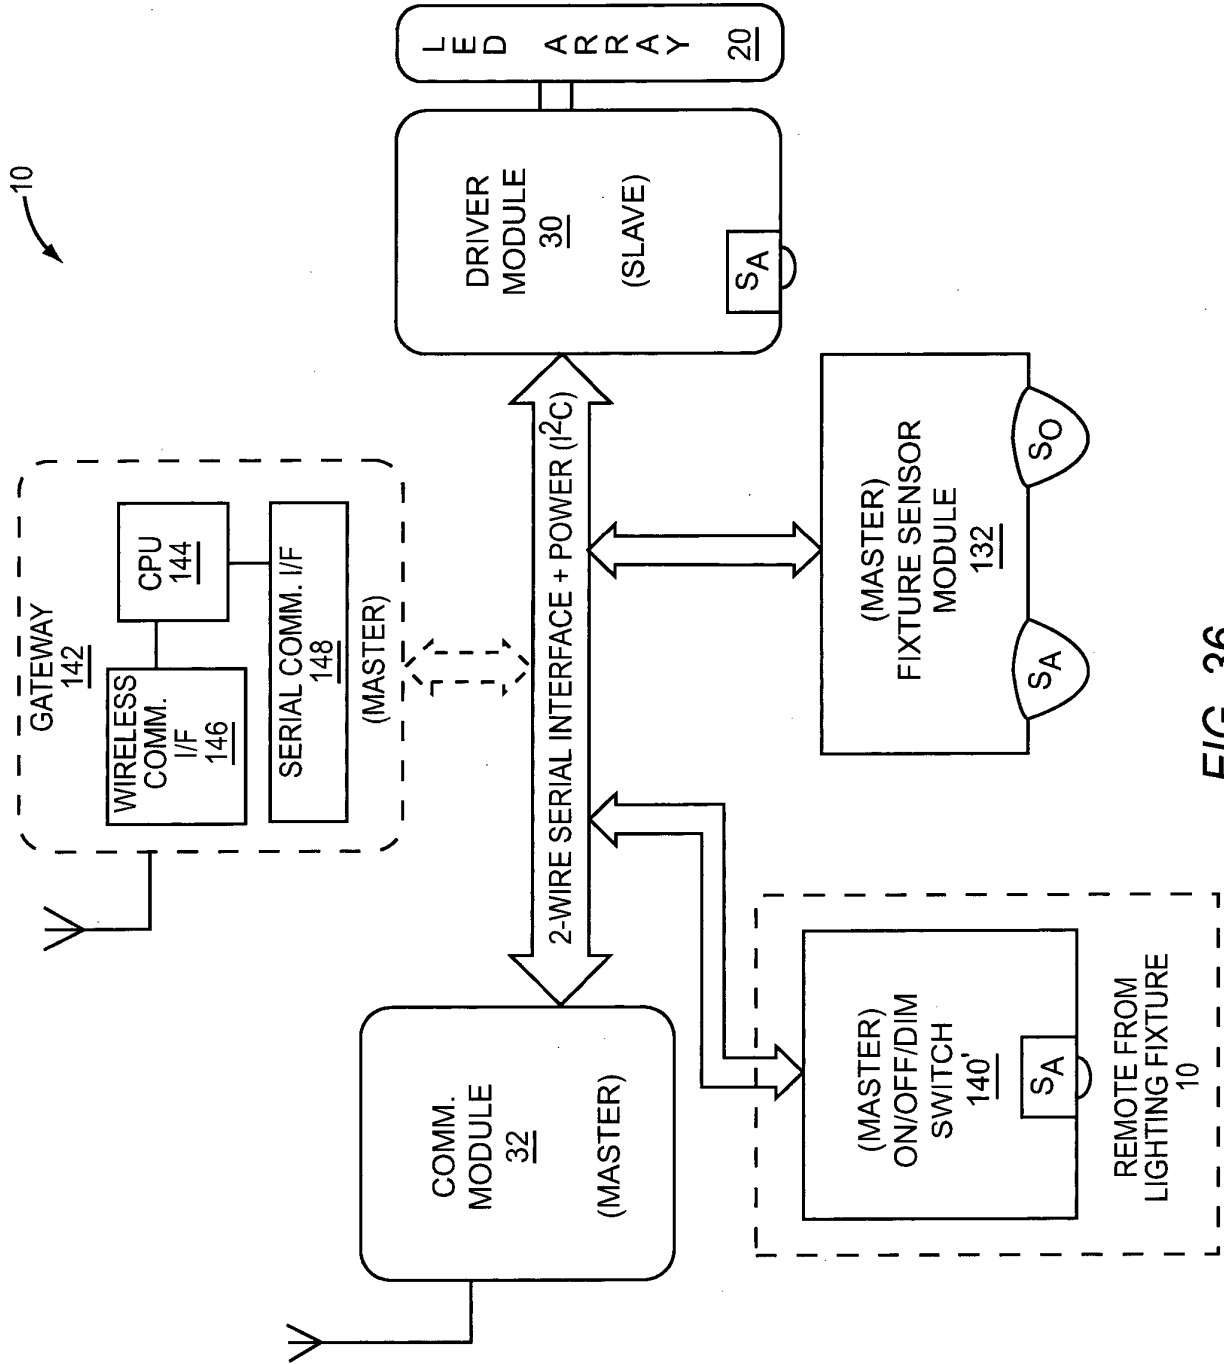 10
GATEWAY
142
CPU
144
WIRELESS
COMM.
I/F
146
SERIAL COMM. I/F
148
(MASTER)
COMM.
MODULE
32
(MASTER)
2-WIRE SERIAL INTERFACE + POWER (I²C)
DRIVER
MODULE
30
(SLAVE)
SA
LED ARRAY
20
(MASTER)
ON/OFF/DIM
SWITCH
140'
SA
REMOTE FROM
LIGHTING FIXTURE
10
(MASTER)
FIXTURE SENSOR
MODULE
132
SA
SO
FIG. 36